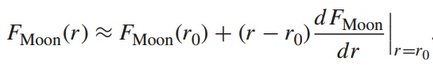 F_Moon(r) ≈ F_Moon(r_0) + (r − r_0) dF_Moon/dr |_{r=r_0}.